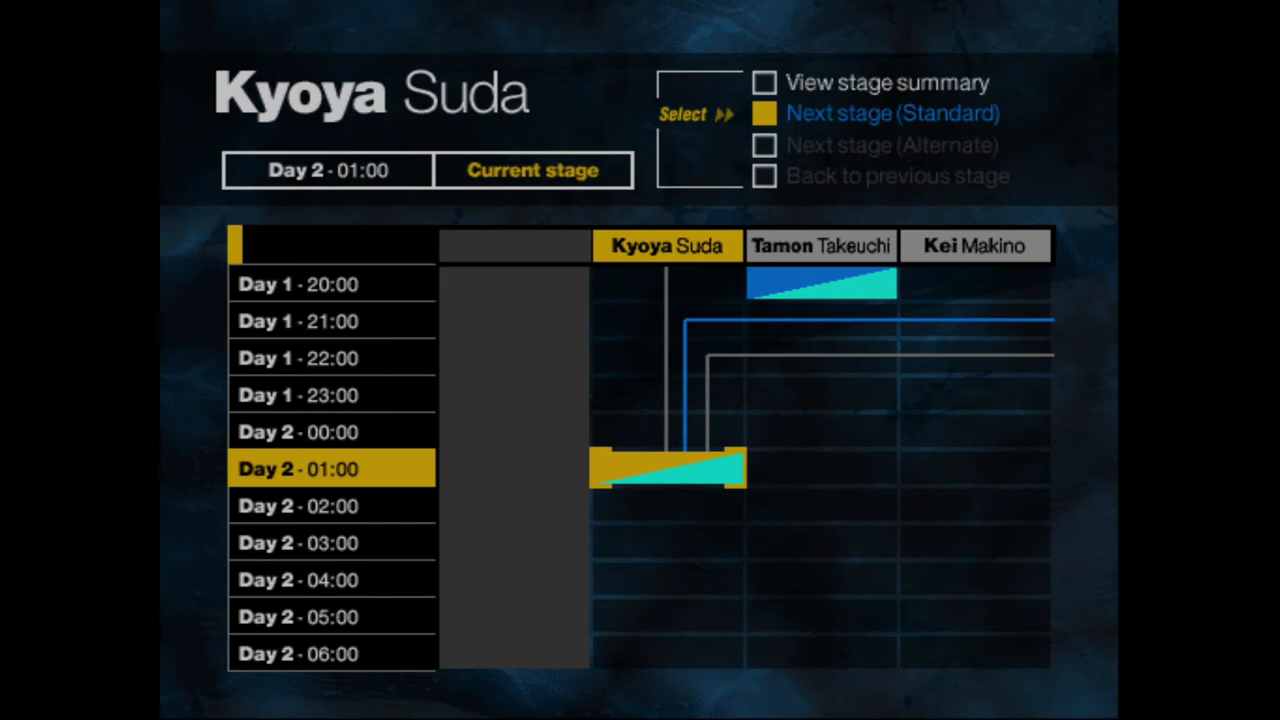 Kyoya Suda
View stage summary
Select
Next stage (Standard)
Next stage (Alternate)
Back to previous stage
Day 2 - 01:00
Current stage
Kyoya Suda
Tamon Takeuchi
Kei Makino
Day 1 - 20:00
Day 1 - 21:00
Day 1 - 22:00
Day 1 - 23:00
Day 2 - 00:00
Day 2 - 01:00
Day 2 - 02:00
Day 2 - 03:00
Day 2 - 04:00
Day 2 - 05:00
Day 2 - 06:00